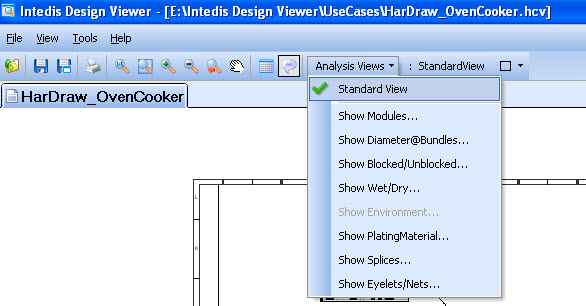 Intedis Design Viewer - [E:\Intedis Design Viewer\UseCases\HarDraw_OvenCooker.hcv]
File View Tools Help
Analysis Views : StandardView
HarDraw_OvenCooker
Standard View
Show Modules...
Show Diameter@Bundles...
Show Blocked/Unblocked...
Show Wet/Dry...
Show Environment...
Show PlatingMaterial...
Show Splices...
Show Eyelets/Nets...